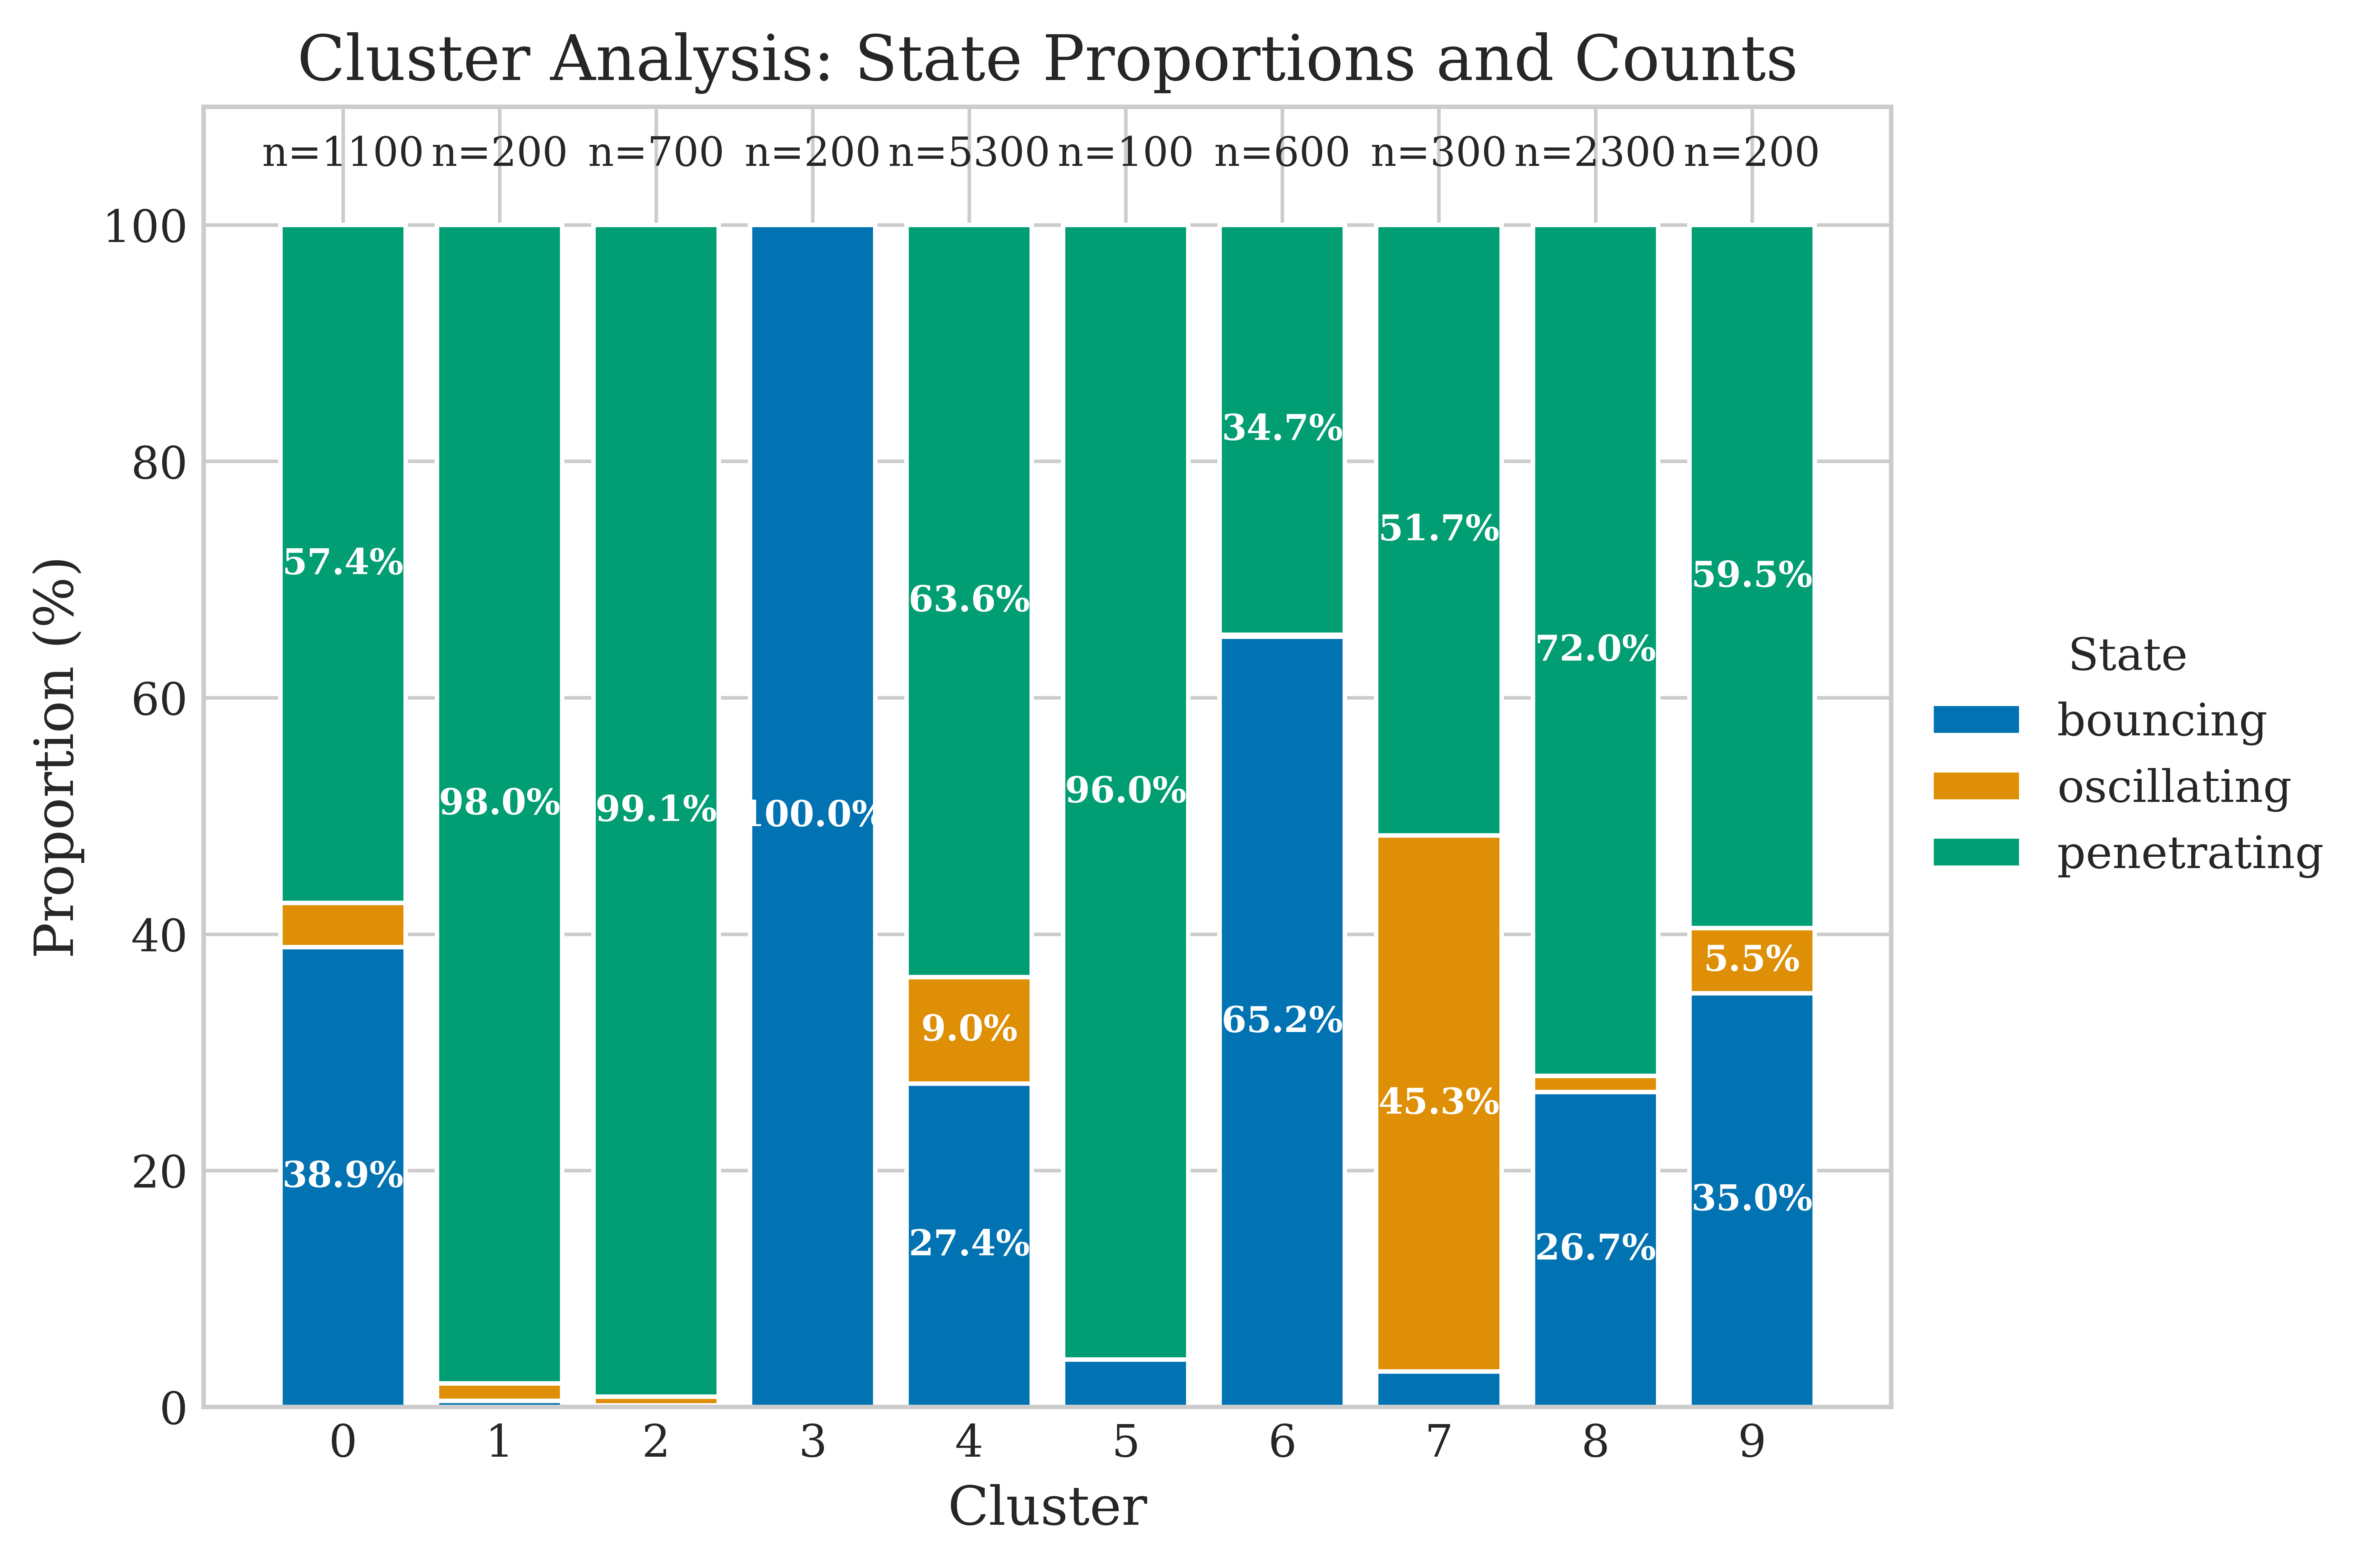 Cluster Analysis: State Proportions and Counts
n=1100 n=200 n=700 n=200 n=5300 n=100 n=600 n=300 n=2300 n=200
Proportion (%)
100
80
60
40
20
0
57.4%
38.9%
98.0%
99.1%
100.0%
63.6%
9.0%
27.4%
96.0%
34.7%
65.2%
51.7%
45.3%
72.0%
26.7%
59.5%
5.5%
35.0%
0 1 2 3 4 5 6 7 8 9
Cluster
State
bouncing
oscillating
penetrating